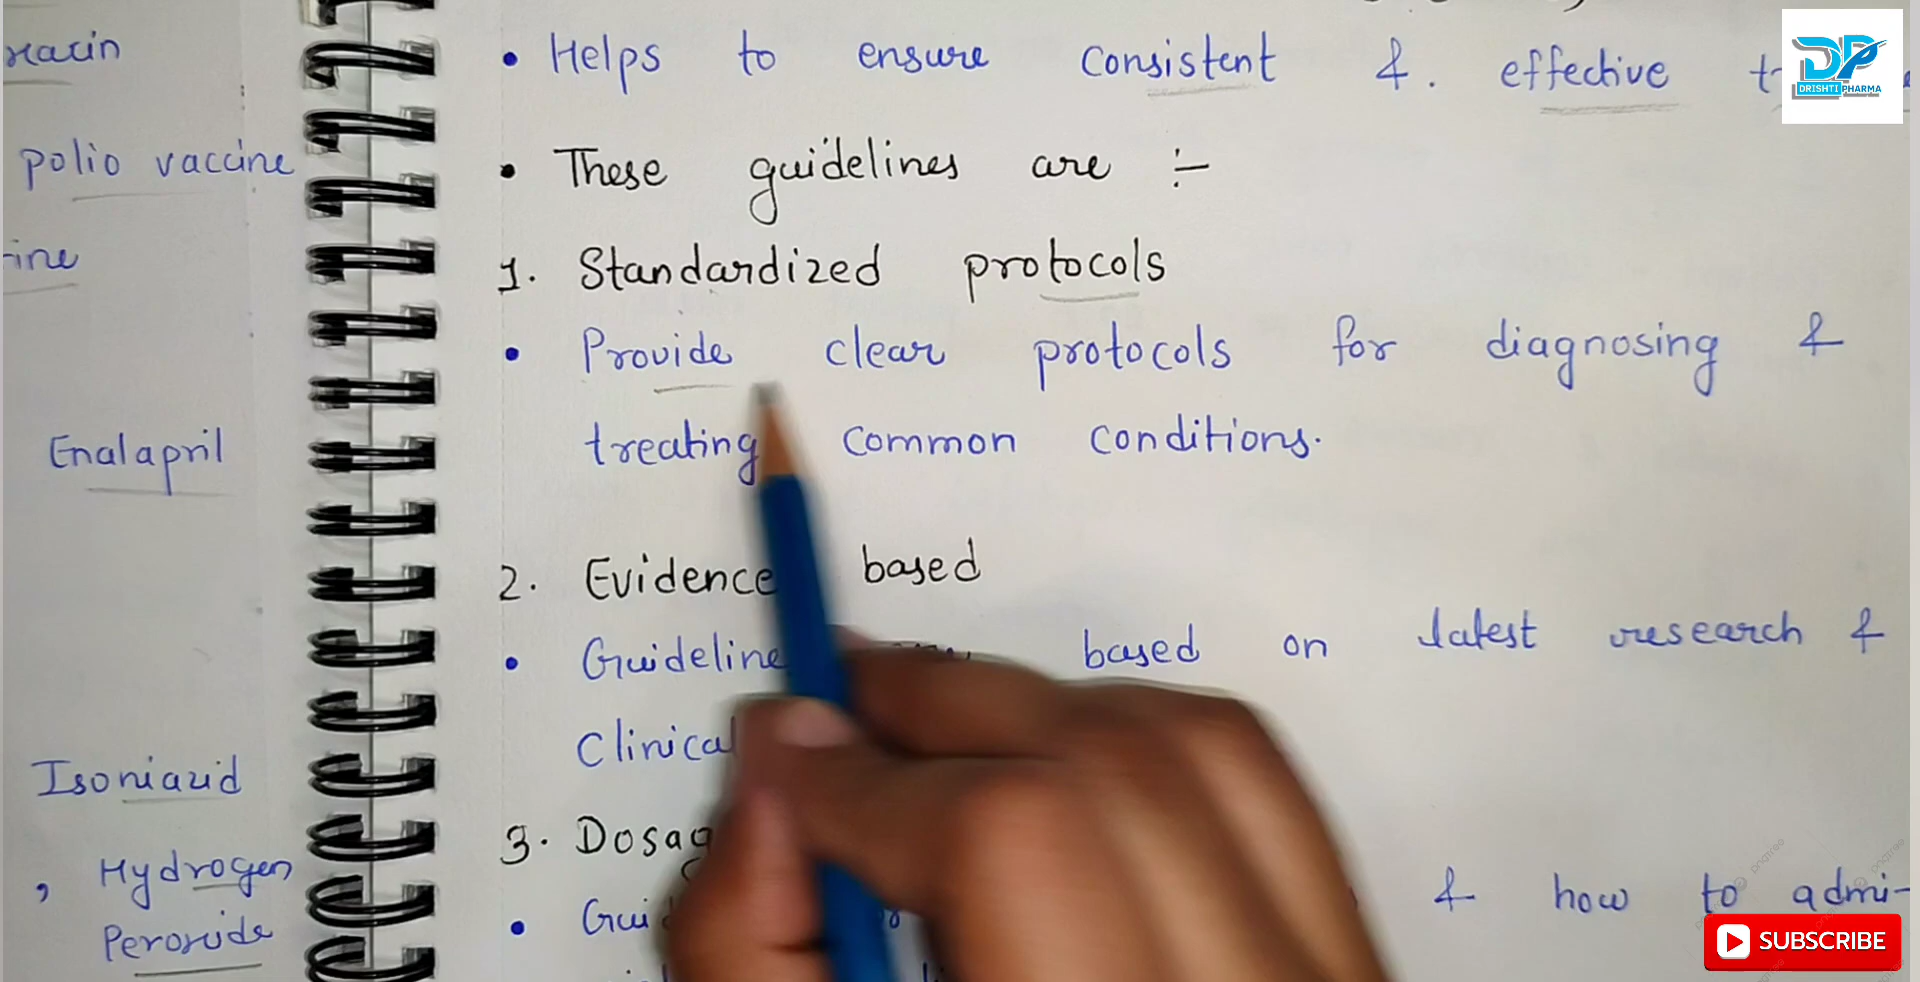 xacin
polio vaccine
ine
Enalapril
Isoniazid
, Hydrogen
Peroxide
• Helps to ensure consistent &. effective
• These guidelines are :-
1. Standardized protocols
• Provide clear protocols for diagnosing &
treating common conditions.
2. Evidence based
• Guideline based on latest research &
Clinical
3. Dosag
• Gui & how to admi-
DP
DRISHTI PHARMA
SUBSCRIBE